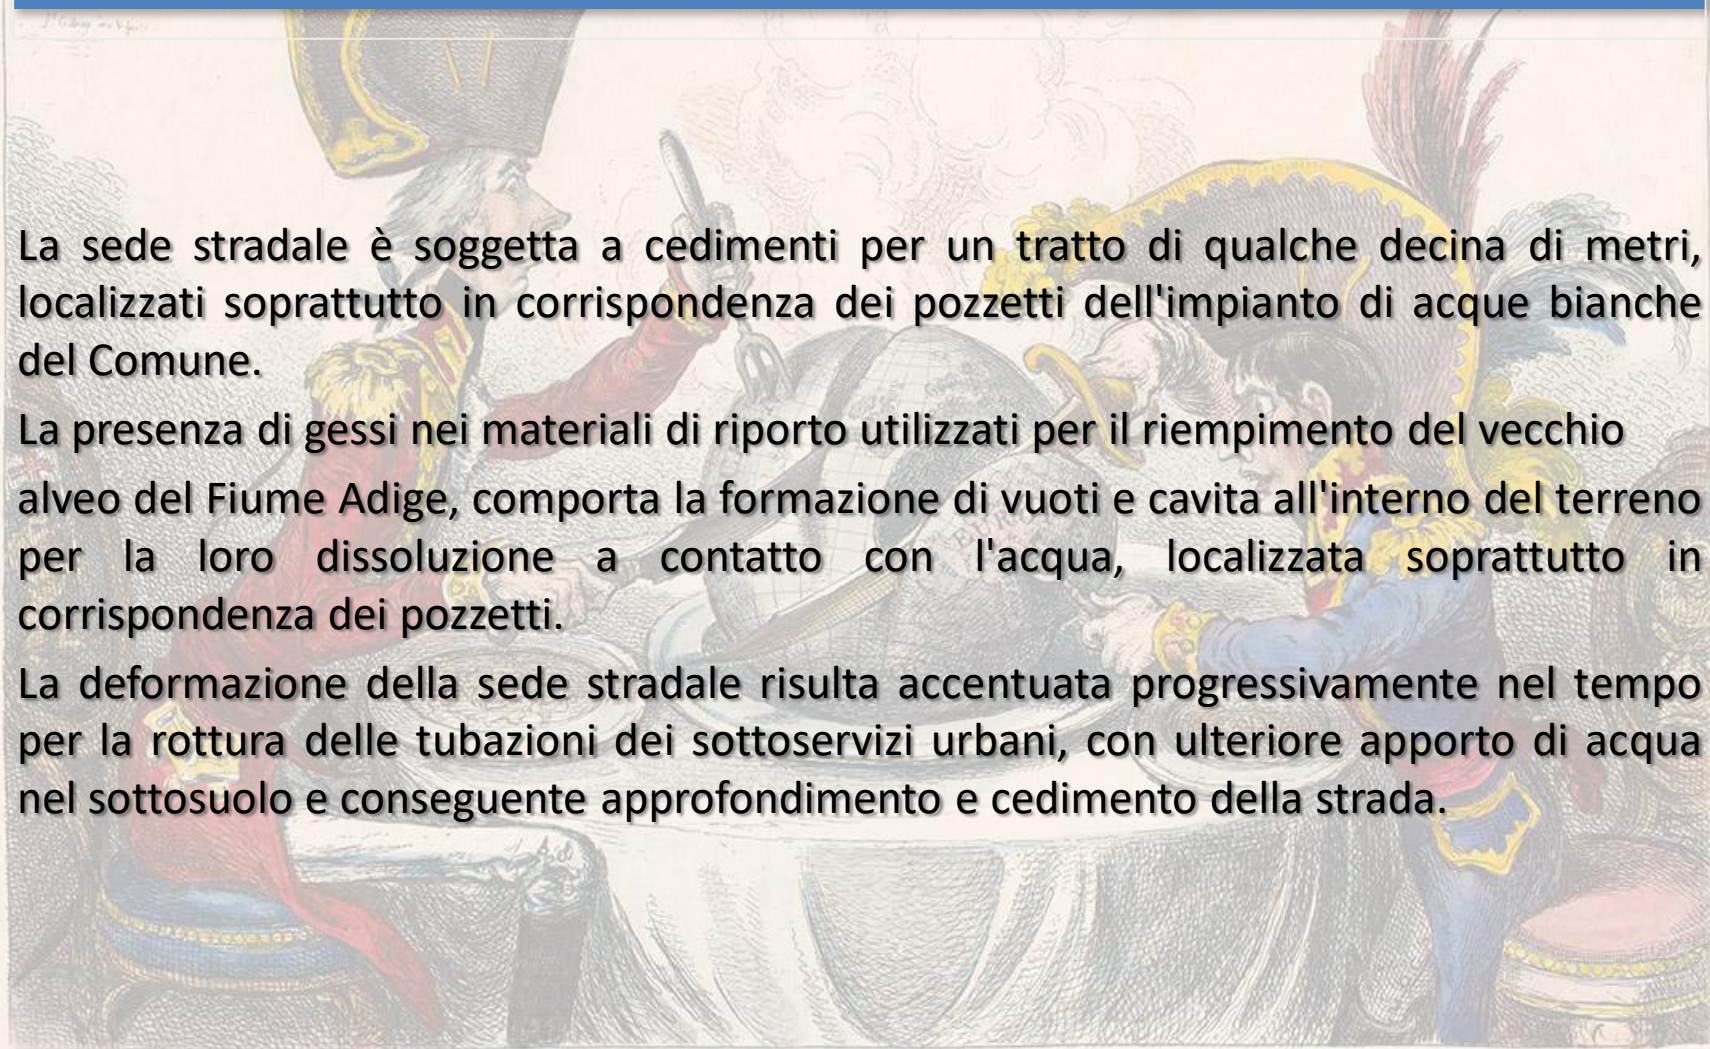 La sede stradale è soggetta a cedimenti per un tratto di qualche decina di metri,
localizzati soprattutto in corrispondenza dei pozzetti dell'impianto di acque bianche
del Comune.
La presenza di gessi nei materiali di riporto utilizzati per il riempimento del vecchio
alveo del Fiume Adige, comporta la formazione di vuoti e cavita all'interno del terreno
per la loro dissoluzione a contatto con l'acqua, localizzata soprattutto in
corrispondenza dei pozzetti.
La deformazione della sede stradale risulta accentuata progressivamente nel tempo
per la rottura delle tubazioni dei sottoservizi urbani, con ulteriore apporto di acqua
nel sottosuolo e conseguente approfondimento e cedimento della strada.